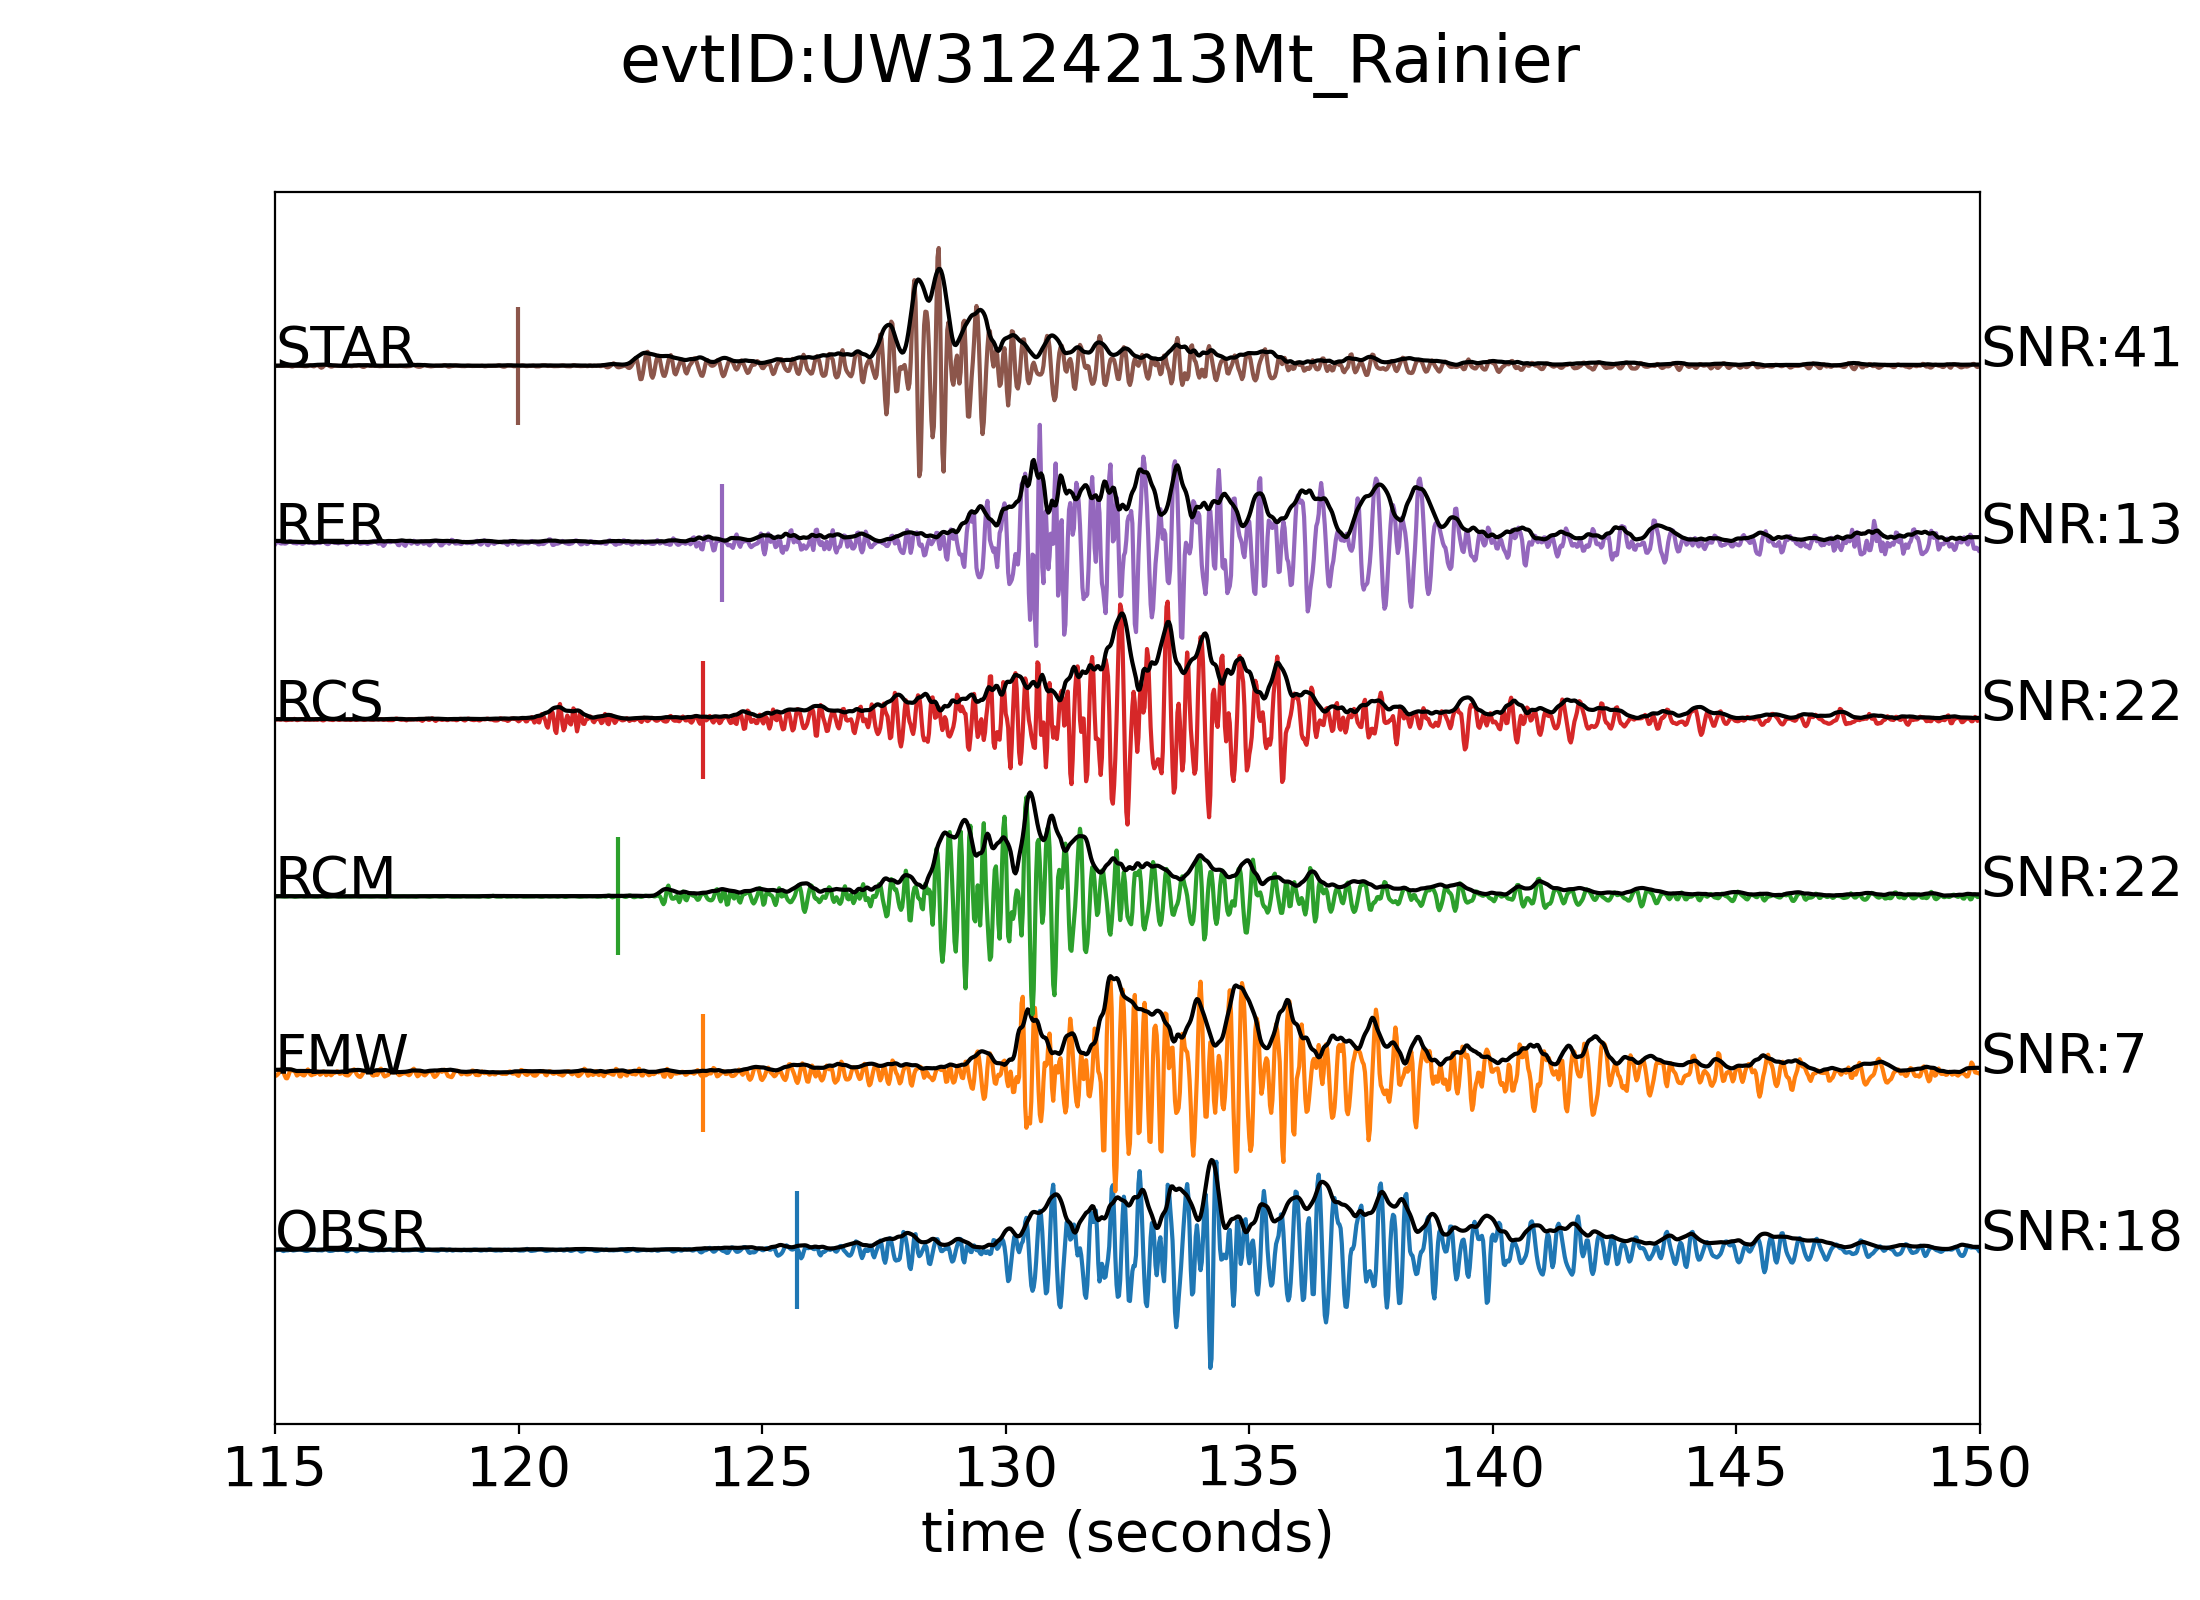 evtID:UW3124213Mt_Rainier
STAR SNR:41
RER SNR:13
RCS SNR:22
RCM SNR:22
FMW SNR:7
OBSR SNR:18
115 120 125 130 135 140 145 150
time (seconds)